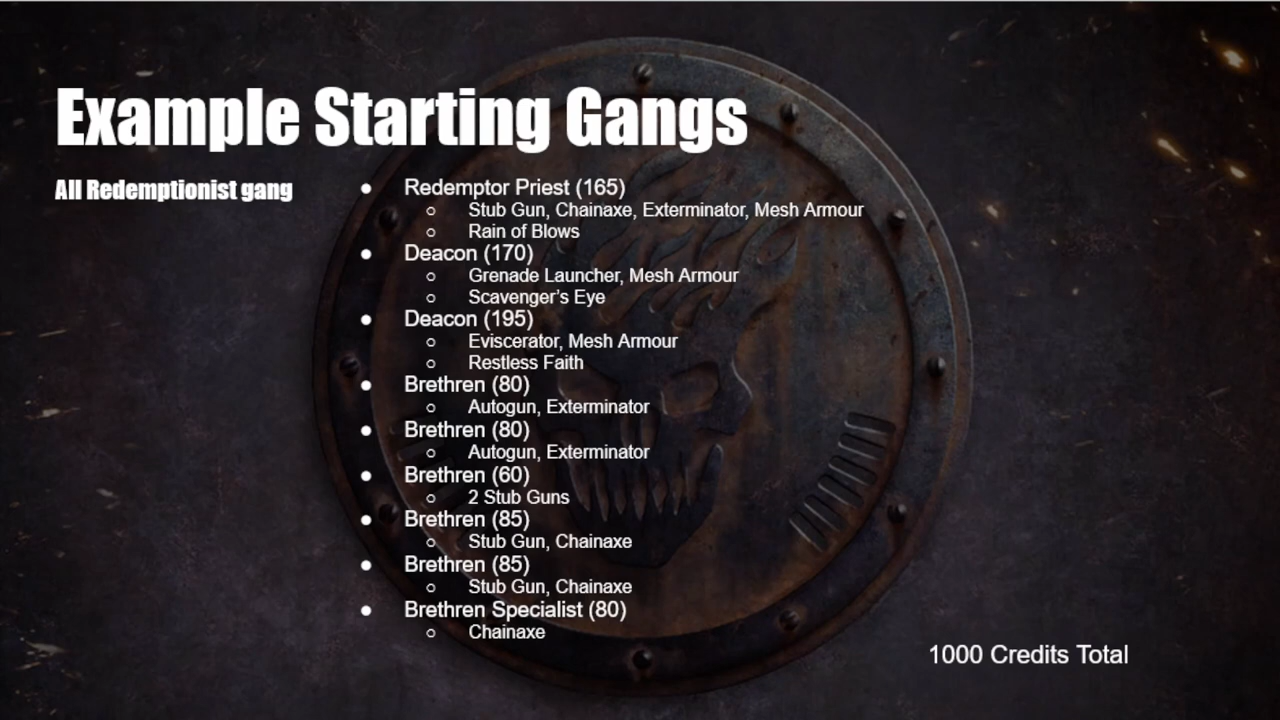 Example Starting Gangs
All Redemptionist gang
● Redemptor Priest (165)
○ Stub Gun, Chainaxe, Exterminator, Mesh Armour
○ Rain of Blows
● Deacon (170)
○ Grenade Launcher, Mesh Armour
○ Scavenger’s Eye
● Deacon (195)
○ Eviscerator, Mesh Armour
○ Restless Faith
● Brethren (80)
○ Autogun, Exterminator
● Brethren (80)
○ Autogun, Exterminator
● Brethren (60)
○ 2 Stub Guns
● Brethren (85)
○ Stub Gun, Chainaxe
● Brethren (85)
○ Stub Gun, Chainaxe
● Brethren Specialist (80)
○ Chainaxe
1000 Credits Total